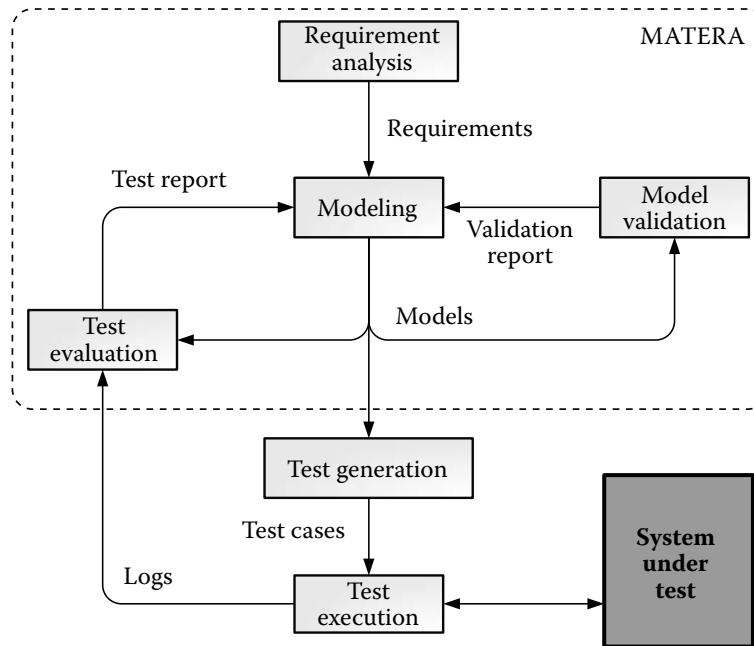 Requirement
analysis
MATERA
Requirements
Test report
Modeling
Model
validation
Validation
report
Test
evaluation
Models
Test generation
Test cases
System
under
test
Logs
Test
execution